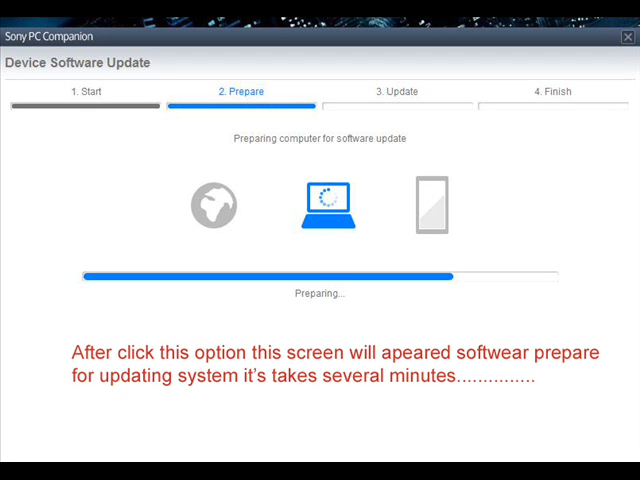 Sony PC Companion
Device Software Update
1. Start
2. Prepare
3. Update
4. Finish
Preparing computer for software update
Preparing...
After click this option this screen will apeared softwear prepare
for updating system it’s takes several minutes...............